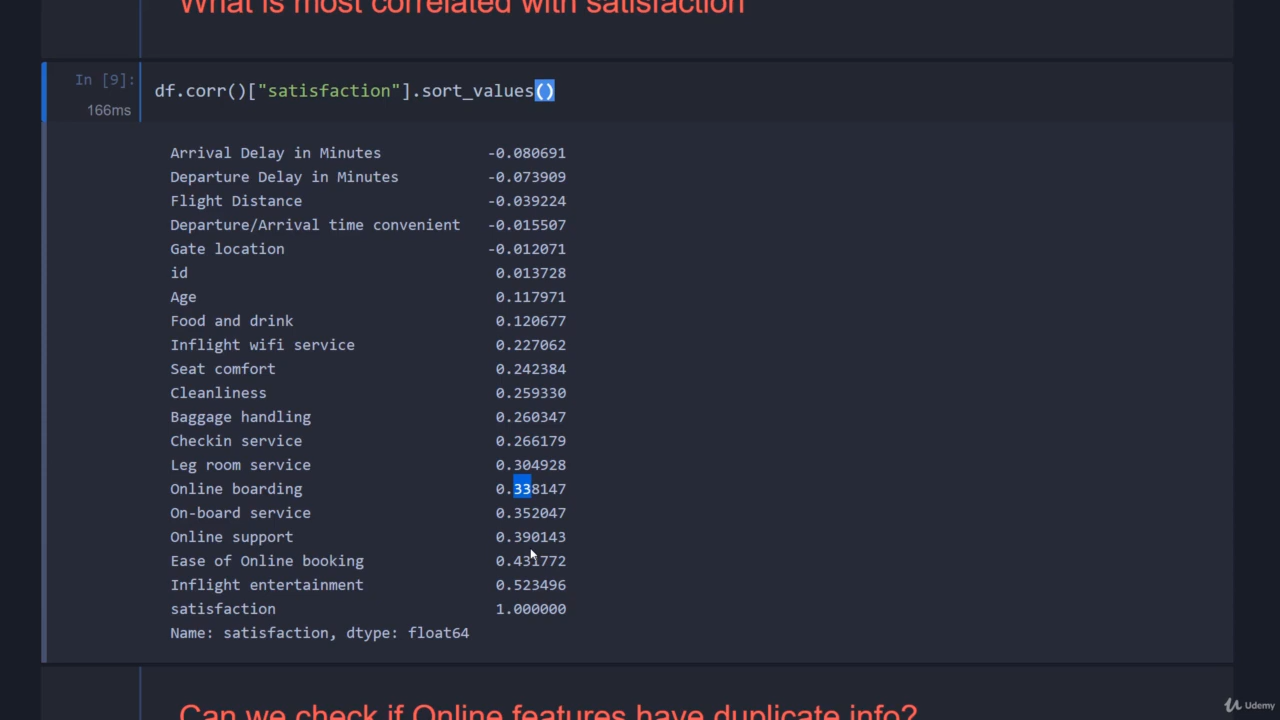 What is most correlated with satisfaction
In [9]:
166ms
df.corr()["satisfaction"].sort_values()
Arrival Delay in Minutes -0.080691
Departure Delay in Minutes -0.073909
Flight Distance -0.039224
Departure/Arrival time convenient -0.015507
Gate location -0.012071
id 0.013728
Age 0.117971
Food and drink 0.120677
Inflight wifi service 0.227062
Seat comfort 0.242384
Cleanliness 0.259330
Baggage handling 0.260347
Checkin service 0.266179
Leg room service 0.304928
Online boarding 0.338147
On-board service 0.352047
Online support 0.390143
Ease of Online booking 0.431772
Inflight entertainment 0.523496
satisfaction 1.000000
Name: satisfaction, dtype: float64
Can we check if Online features have duplicate info?
Udemy